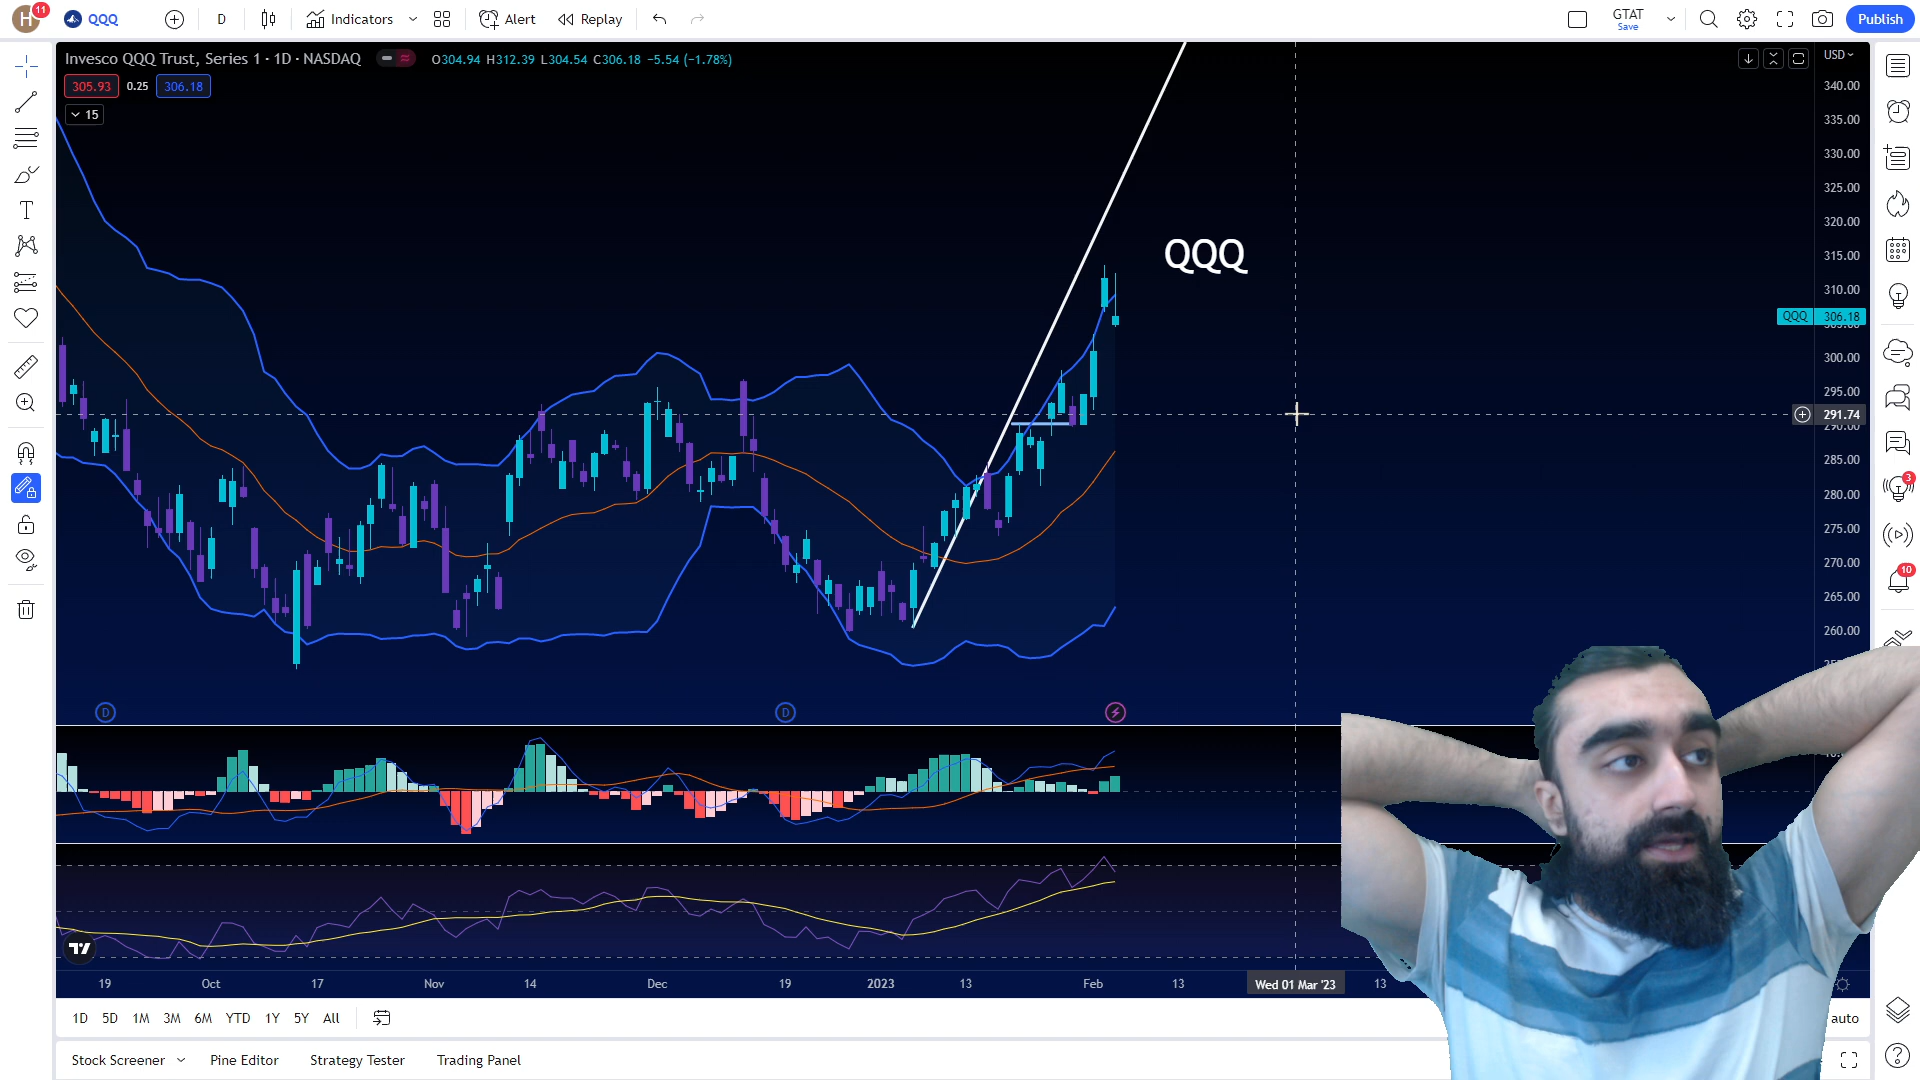 H 11 QQQ D Indicators Alert Replay GTAT Save Publish
Invesco QQQ Trust, Series 1 · 1D · NASDAQ O304.94 H312.39 L304.54 C306.18 −5.54 (−1.78%) USD
305.93 0.25 306.18
15
340.00
335.00
330.00
325.00
320.00
315.00
310.00
QQQ 306.18
300.00
295.00
291.74
290.00
285.00
280.00
275.00
270.00
265.00
260.00
QQQ
3
10
D D
19 Oct 17 Nov 14 Dec 19 2023 13 Feb 13 Wed 01 Mar '23 13
1D 5D 1M 3M 6M YTD 1Y 5Y All auto
Stock Screener Pine Editor Strategy Tester Trading Panel